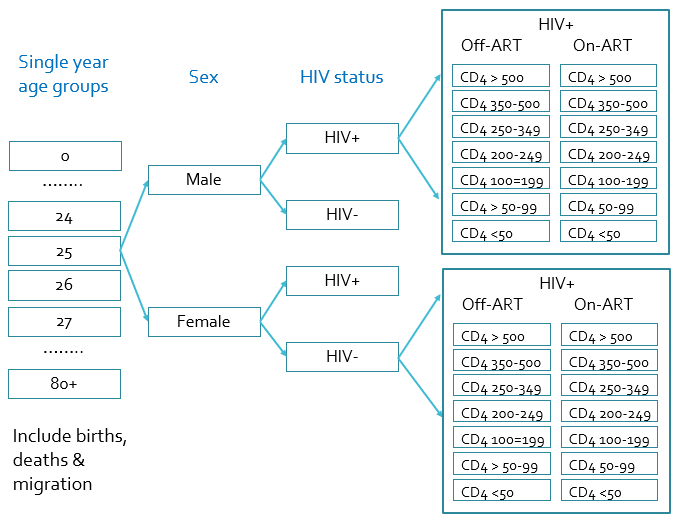 Single year
age groups
0
........
24
25
26
27
........
80+
Include births,
deaths &
migration
Sex
Male
Female
HIV status
HIV+
HIV-
HIV+
HIV-
HIV+
Off-ART On-ART
CD4 > 500 CD4 > 500
CD4 350-500 CD4 350-500
CD4 250-349 CD4 250-349
CD4 200-249 CD4 200-249
CD4 100=199 CD4 100-199
CD4 > 50-99 CD4 50-99
CD4 <50 CD4 <50
HIV+
Off-ART On-ART
CD4 > 500 CD4 > 500
CD4 350-500 CD4 350-500
CD4 250-349 CD4 250-349
CD4 200-249 CD4 200-249
CD4 100=199 CD4 100-199
CD4 > 50-99 CD4 50-99
CD4 <50 CD4 <50